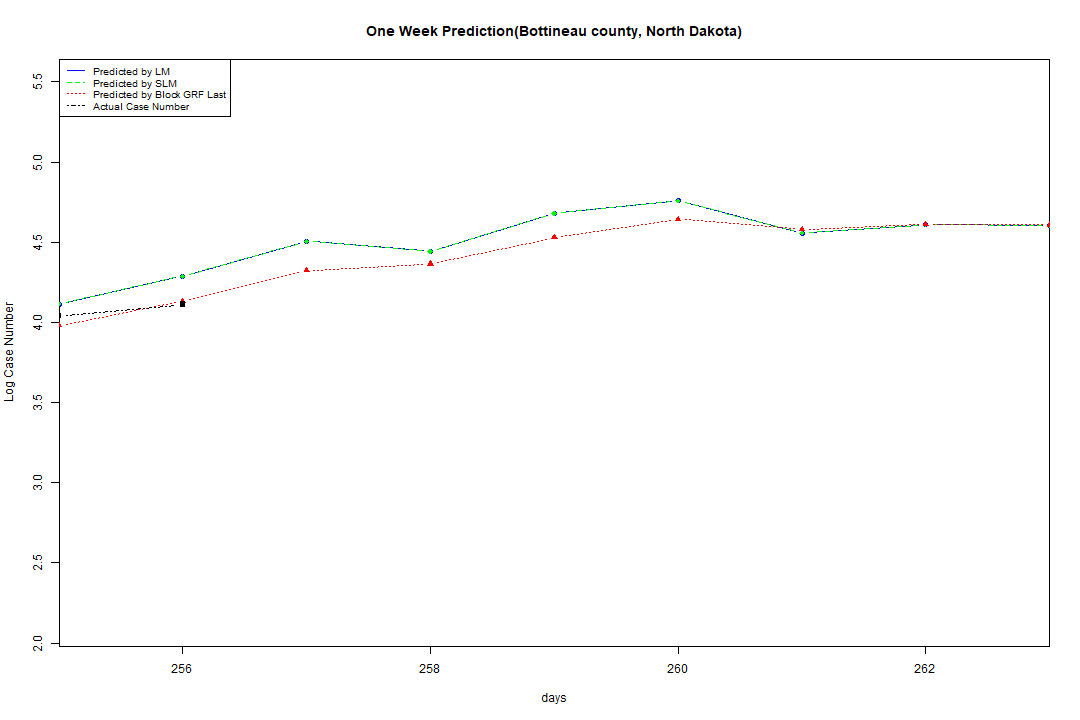 One Week Prediction(Bottineau county, North Dakota)
Predicted by LM
Predicted by SLM
Predicted by Block GRF Last
Actual Case Number
5.5
5.0
4.5
4.0
3.5
3.0
2.5
2.0
Log Case Number
256
258
260
262
days